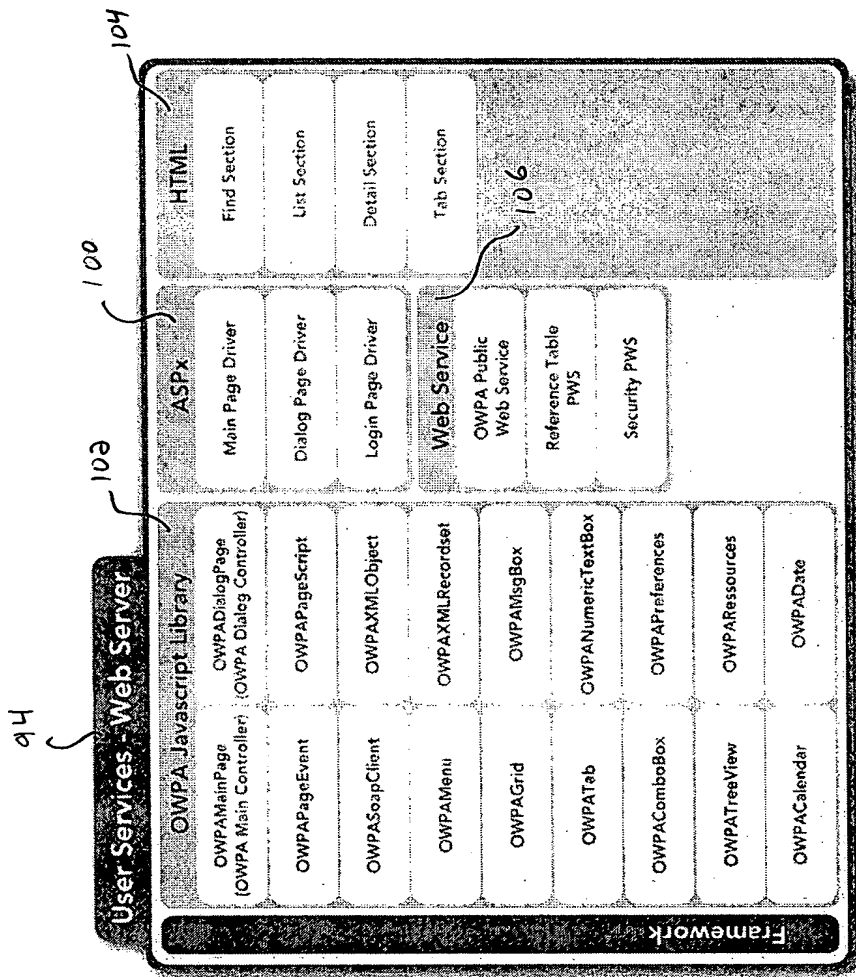 94
User Services - Web Server
Framework
OWPA Javascript Library
102
OWPAMainPage
(OWPA Main Controller)
OWPADialogPage
(OWPA Dialog Controller)
OWPAPageEvent
OWPAPageScript
OWPASoapClient
OWPAXMLObject
OWPAMenu
OWPAXMLRecordset
OWPAGrid
OWPAMsgBox
OWPATab
OWPANumericTextBox
OWPAComboBox
OWPAPreferences
OWPATreeView
OWPARessources
OWPACalendar
OWPADate
ASPx
100
Main Page Driver
Dialog Page Driver
Login Page Driver
Web Service
106
OWPA Public
Web Service
Reference Table
PWS
Security PWS
HTML
104
Find Section
List Section
Detail Section
Tab Section